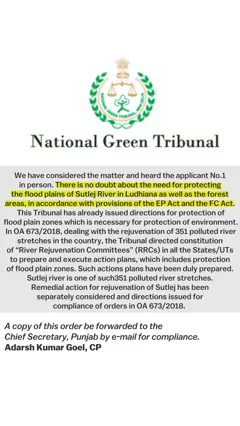 National Green Tribunal
We have considered the matter and heard the applicant No.1
in person. There is no doubt about the need for protecting
the flood plains of Sutlej River in Ludhiana as well as the forest
areas, in accordance with provisions of the EP Act and the FC Act.
This Tribunal has already issued directions for protection of
flood plain zones which is necessary for protection of environment.
In OA 673/2018, dealing with the rejuvenation of 351 polluted river
stretches in the country, the Tribunal directed constitution
of “River Rejuvenation Committees” (RRCs) in all the States/UTs
to prepare and execute action plans, which includes protection
of flood plain zones. Such actions plans have been duly prepared.
Sutlej river is one of such351 polluted river stretches.
Remedial action for rejuvenation of Sutlej has been
separately considered and directions issued for
compliance of orders in OA 673/2018.
A copy of this order be forwarded to the
Chief Secretary, Punjab by e-mail for compliance.
Adarsh Kumar Goel, CP